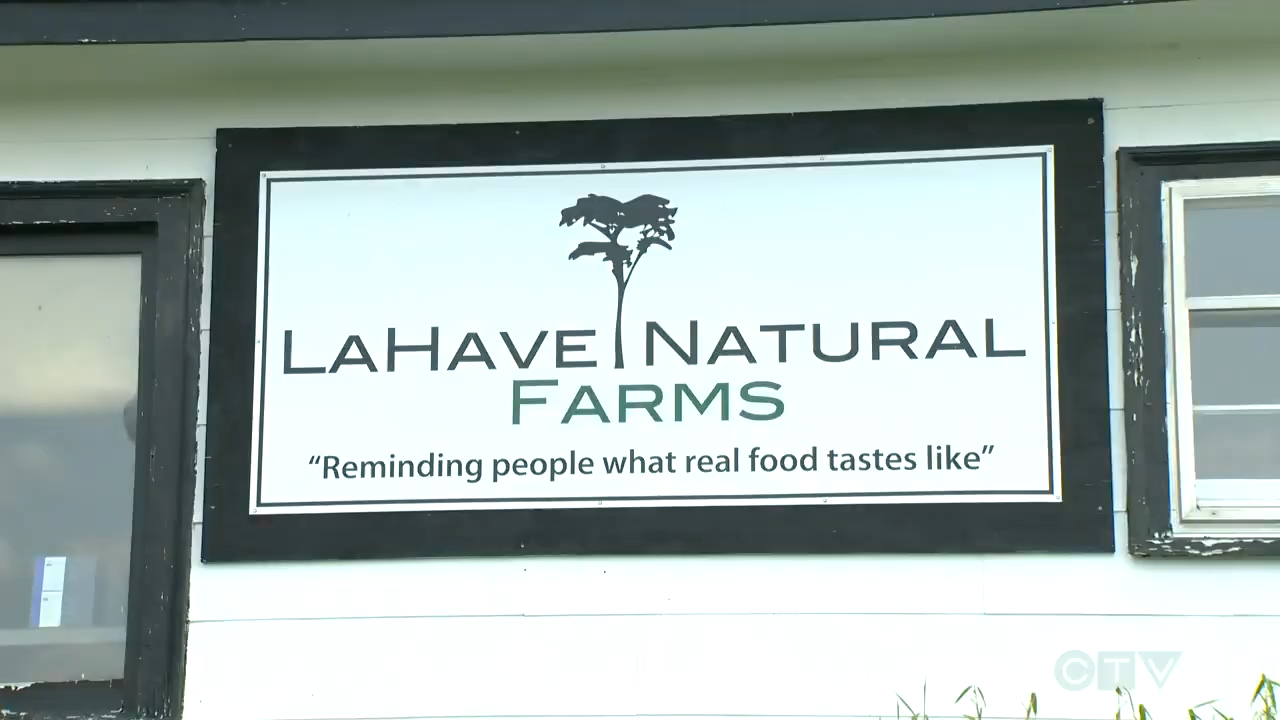 LaHave Natural
Farms
“Reminding people what real food tastes like”
CTV